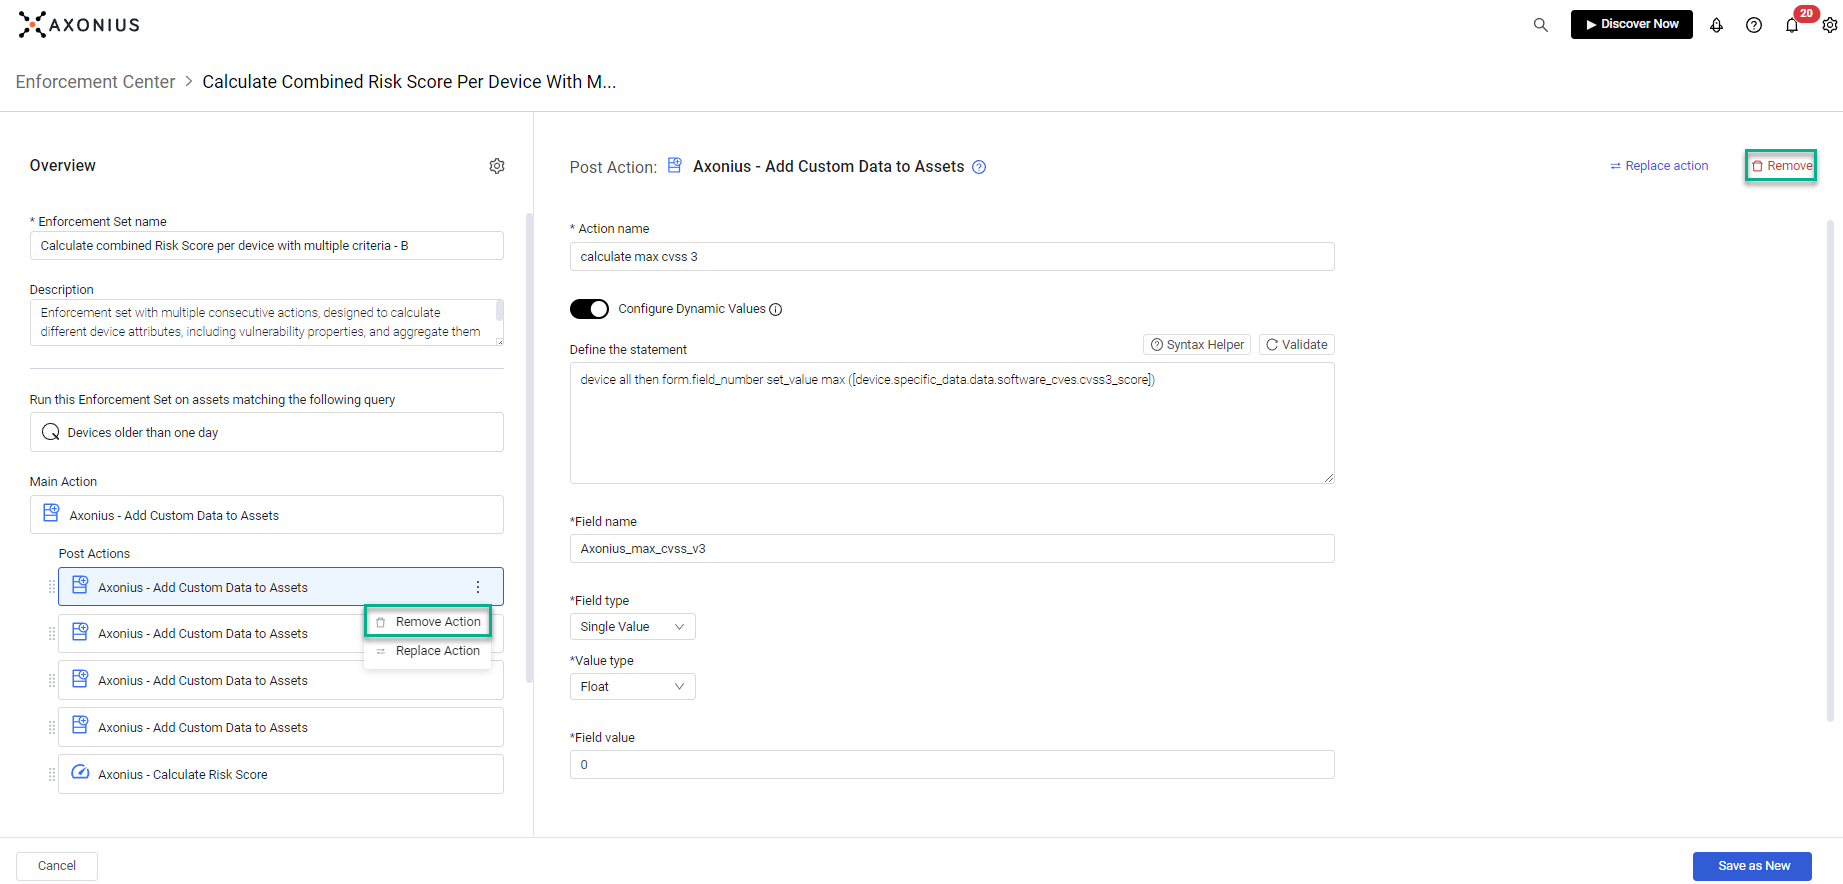 AXONIUS
Discover Now
20
Enforcement Center > Calculate Combined Risk Score Per Device With M...
Overview
* Enforcement Set name
Calculate combined Risk Score per device with multiple criteria - B
Description
Enforcement set with multiple consecutive actions, designed to calculate
different device attributes, including vulnerability properties, and aggregate them
Run this Enforcement Set on assets matching the following query
Devices older than one day
Main Action
Axonius - Add Custom Data to Assets
Post Actions
Axonius - Add Custom Data to Assets
Remove Action
Axonius - Add Custom Data to Assets
Replace Action
Axonius - Add Custom Data to Assets
Axonius - Add Custom Data to Assets
Axonius - Calculate Risk Score
Post Action: Axonius - Add Custom Data to Assets
Replace action
Remove
* Action name
calculate max cvss 3
Configure Dynamic Values
Define the statement
Syntax Helper
Validate
device all then form.field_number set_value max ([device.specific_data.data.software_cves.cvss3_score])
*Field name
Axonius_max_cvss_v3
*Field type
Single Value
*Value type
Float
*Field value
0
Cancel
Save as New